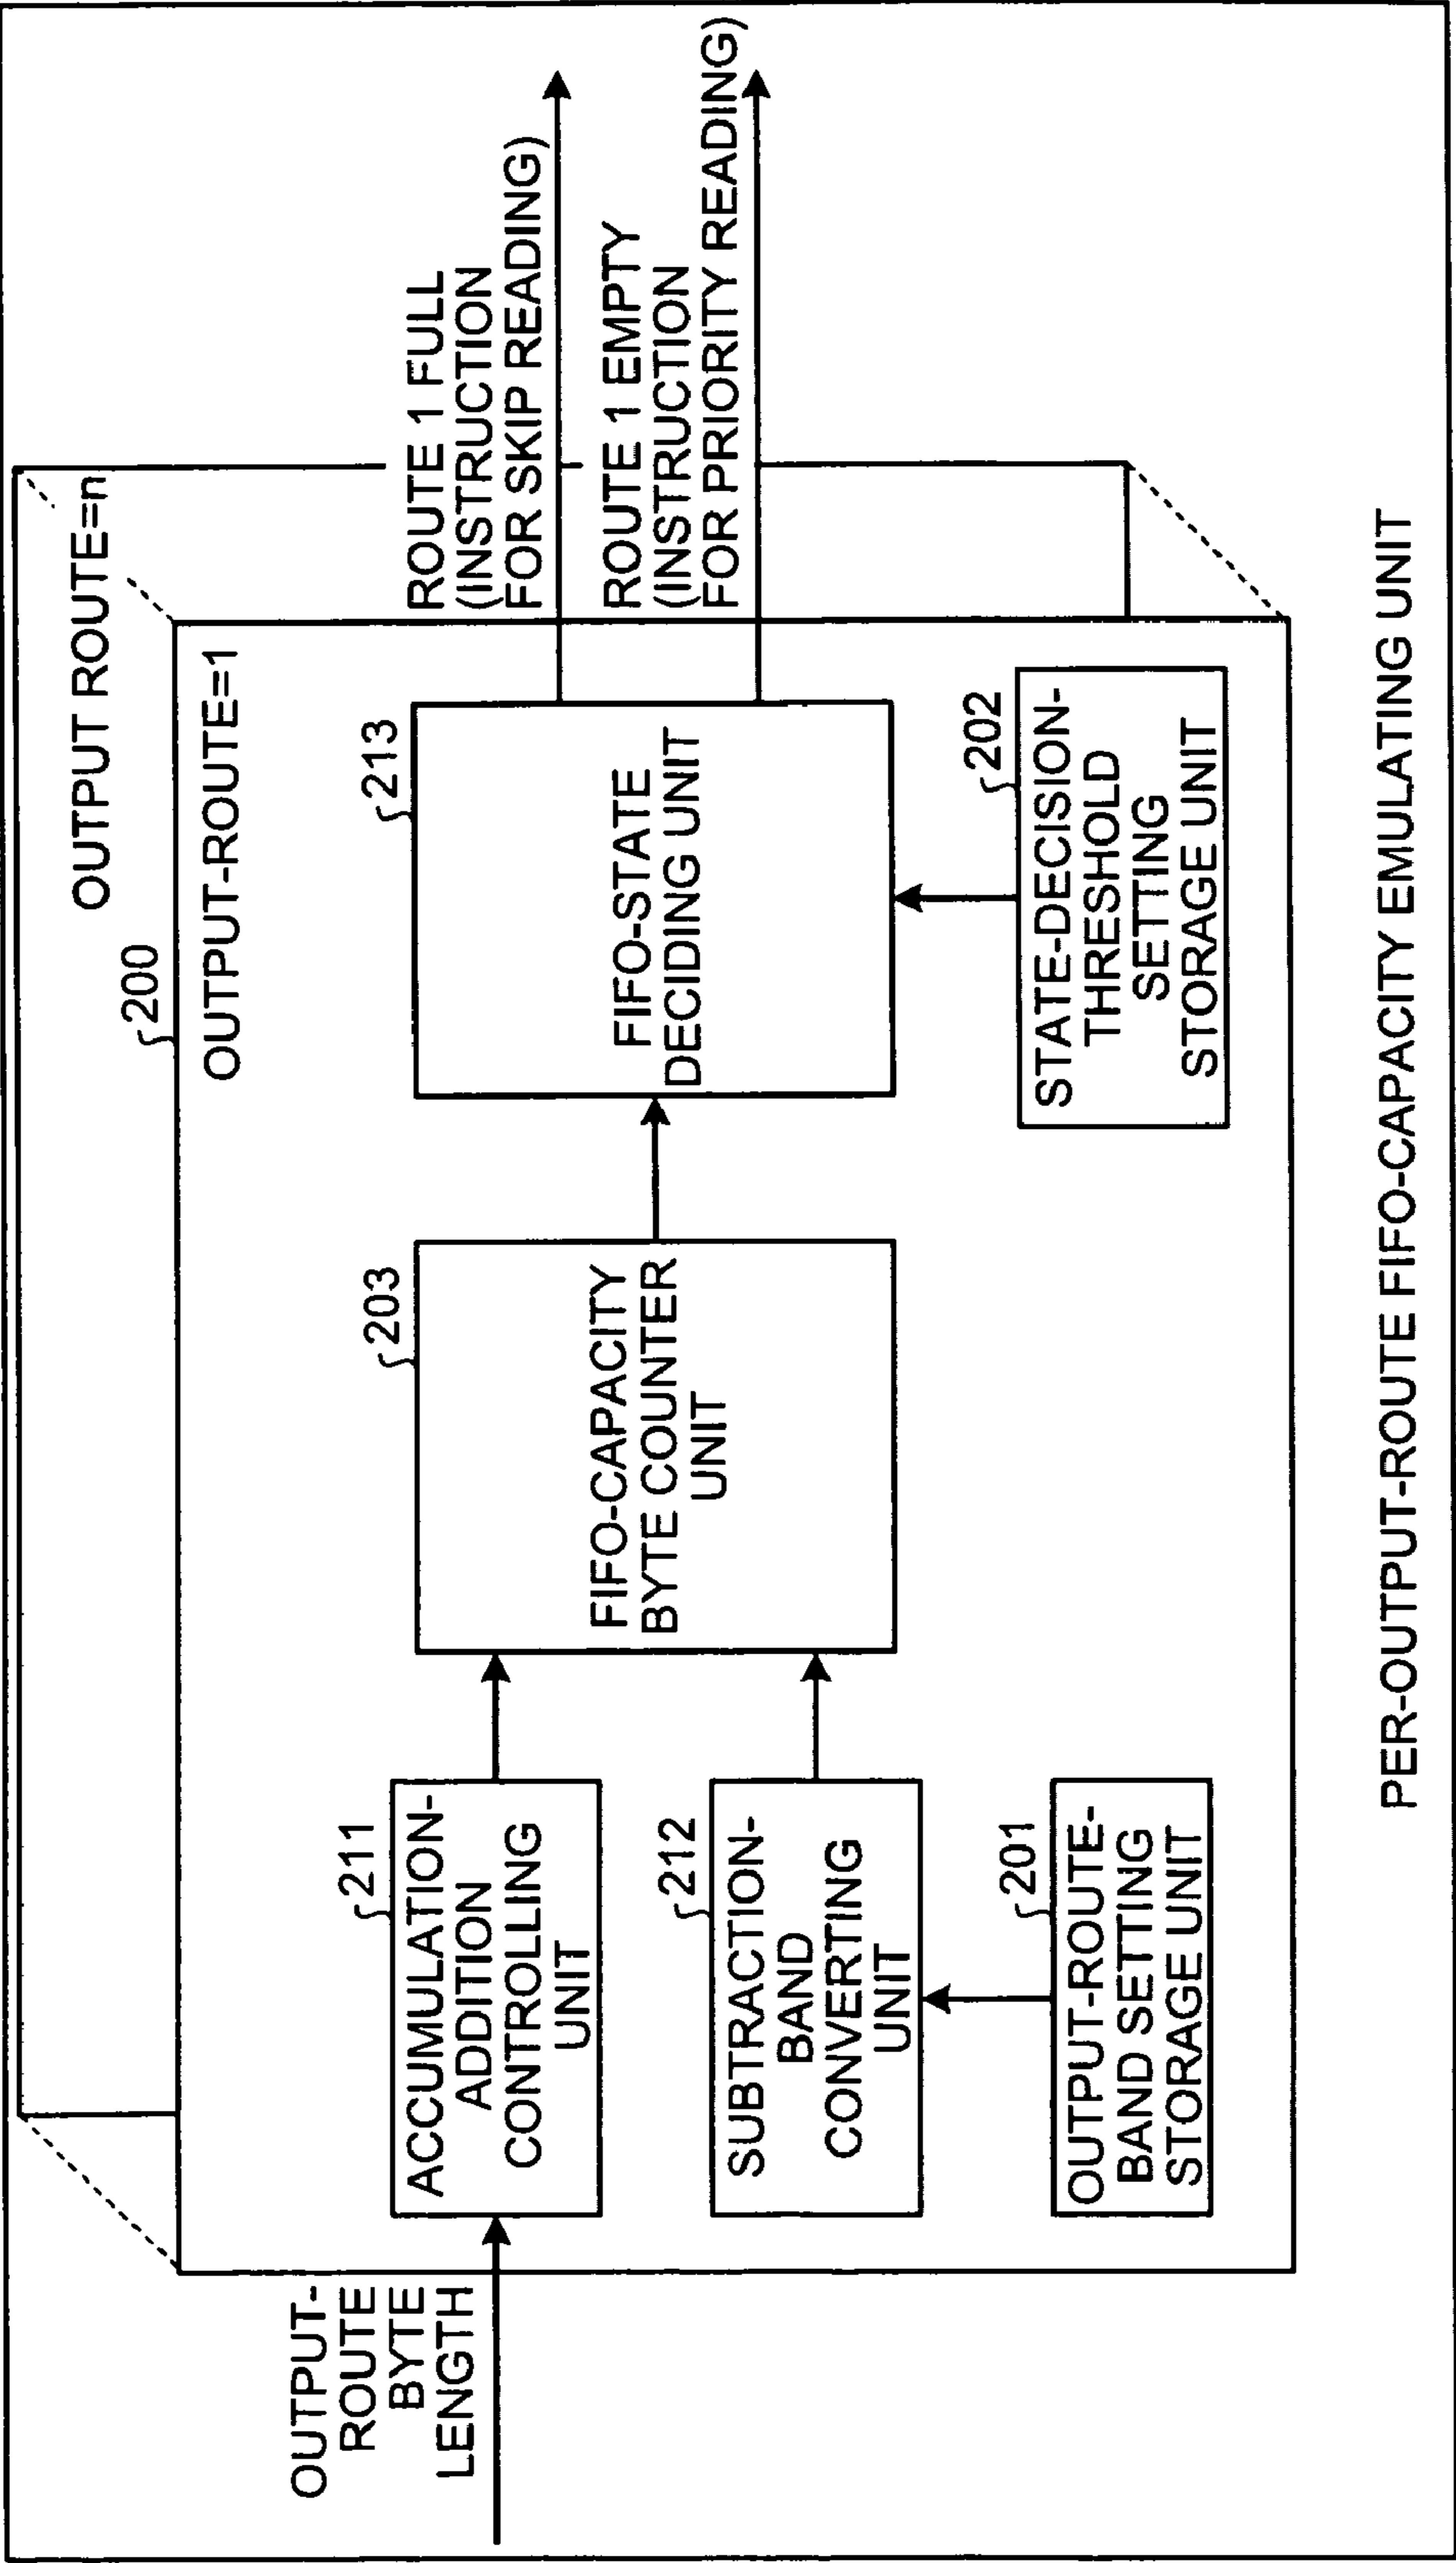 OUTPUT ROUTE=n
200
OUTPUT-ROUTE=1
OUTPUT-
ROUTE
BYTE
LENGTH
211
ACCUMULATION-
ADDITION
CONTROLLING
UNIT
212
SUBTRACTION-
BAND
CONVERTING
UNIT
201
OUTPUT-ROUTE-
BAND SETTING
STORAGE UNIT
203
FIFO-CAPACITY
BYTE COUNTER
UNIT
213
FIFO-STATE
DECIDING UNIT
202
STATE-DECISION-
THRESHOLD
SETTING
STORAGE UNIT
ROUTE 1 FULL
(INSTRUCTION
FOR SKIP READING)
ROUTE 1 EMPTY
(INSTRUCTION
FOR PRIORITY READING)
PER-OUTPUT-ROUTE FIFO-CAPACITY EMULATING UNIT